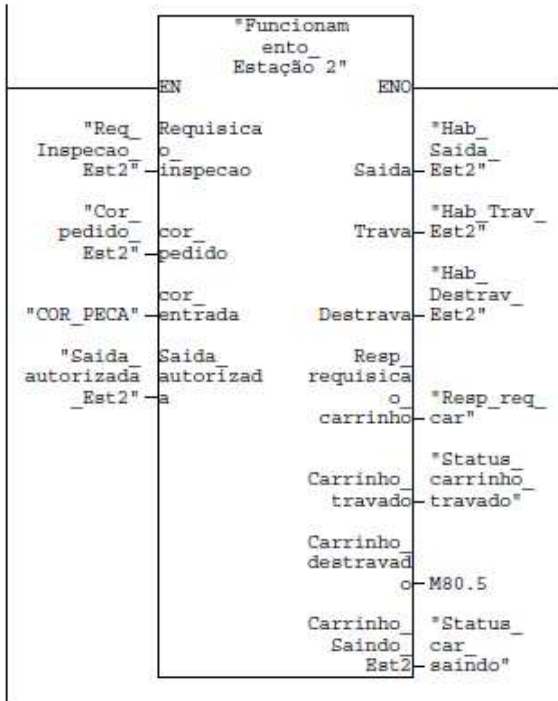 "Funcionam
ento_
Estação 2"
EN ENO
"Req_ Requisica "Hab_
Inspecao_ o_ Saida_
Est2" inspecao Saida Est2"
"Cor_ "Hab_Trav_
pedido_ cor_ Trava Est2"
Est2" pedido
"Hab_
cor_ Destrav_
"COR_PECA" entrada Destrava Est2"
"Saida_ Saida_ Resp_
autorizada autorizad requisica
_Est2" a o_ "Resp_req_
carrinho car"
"Status_
Carrinho_ carrinho_
travado travado"
Carrinho_
destravad
o M80.5
Carrinho_ "Status_
Saindo_ car_
Est2 saindo"